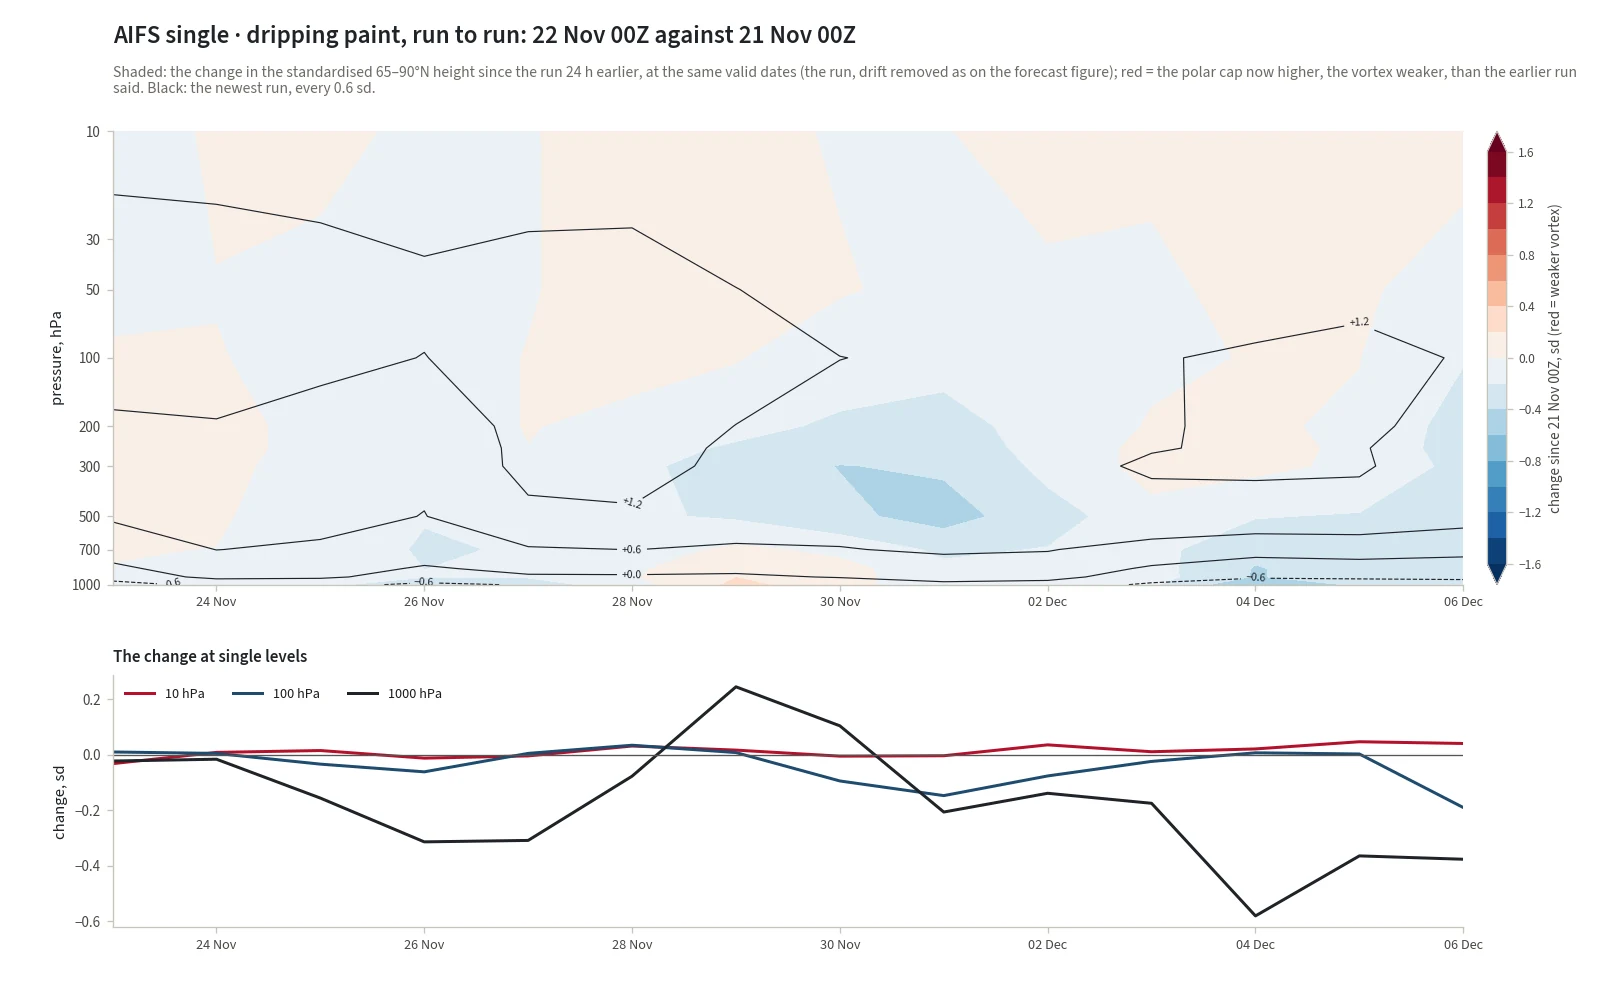 AIFS single · dripping paint, run to run: 22 Nov 00Z against 21 Nov 00Z
Shaded: the change in the standardised 65–90°N height since the run 24 h earlier, at the same valid dates (the run, drift removed as on the forecast figure); red = the polar cap now higher, the vortex weaker, than the earlier run
said. Black: the newest run, every 0.6 sd.
10
30
50
100
200
300
500
700
1000
pressure, hPa
+1.2
+1.2
+0.6
+0.0
−0.6
−0.6
24 Nov
26 Nov
28 Nov
30 Nov
02 Dec
04 Dec
06 Dec
1.6
1.2
0.8
0.4
0.0
−0.4
−0.8
−1.2
−1.6
change since 21 Nov 00Z, sd (red = weaker vortex)
The change at single levels
10 hPa
100 hPa
1000 hPa
0.2
0.0
−0.2
−0.4
−0.6
change, sd
24 Nov
26 Nov
28 Nov
30 Nov
02 Dec
04 Dec
06 Dec